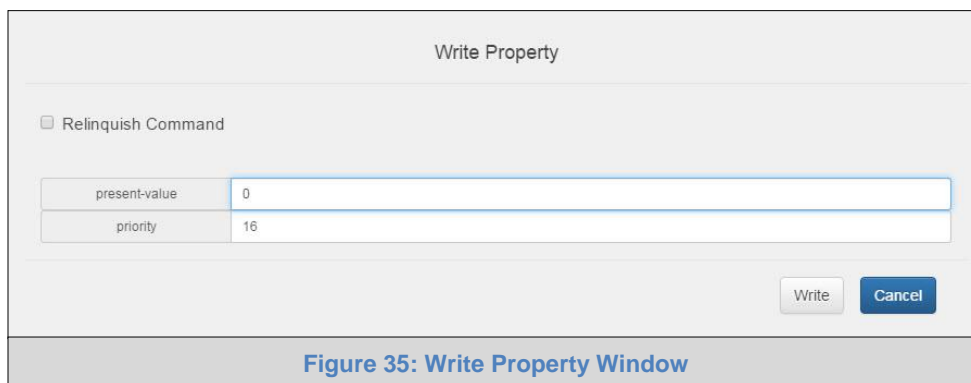 Write Property
Relinquish Command
present-value 0
priority 16
Write Cancel
Figure 35: Write Property Window